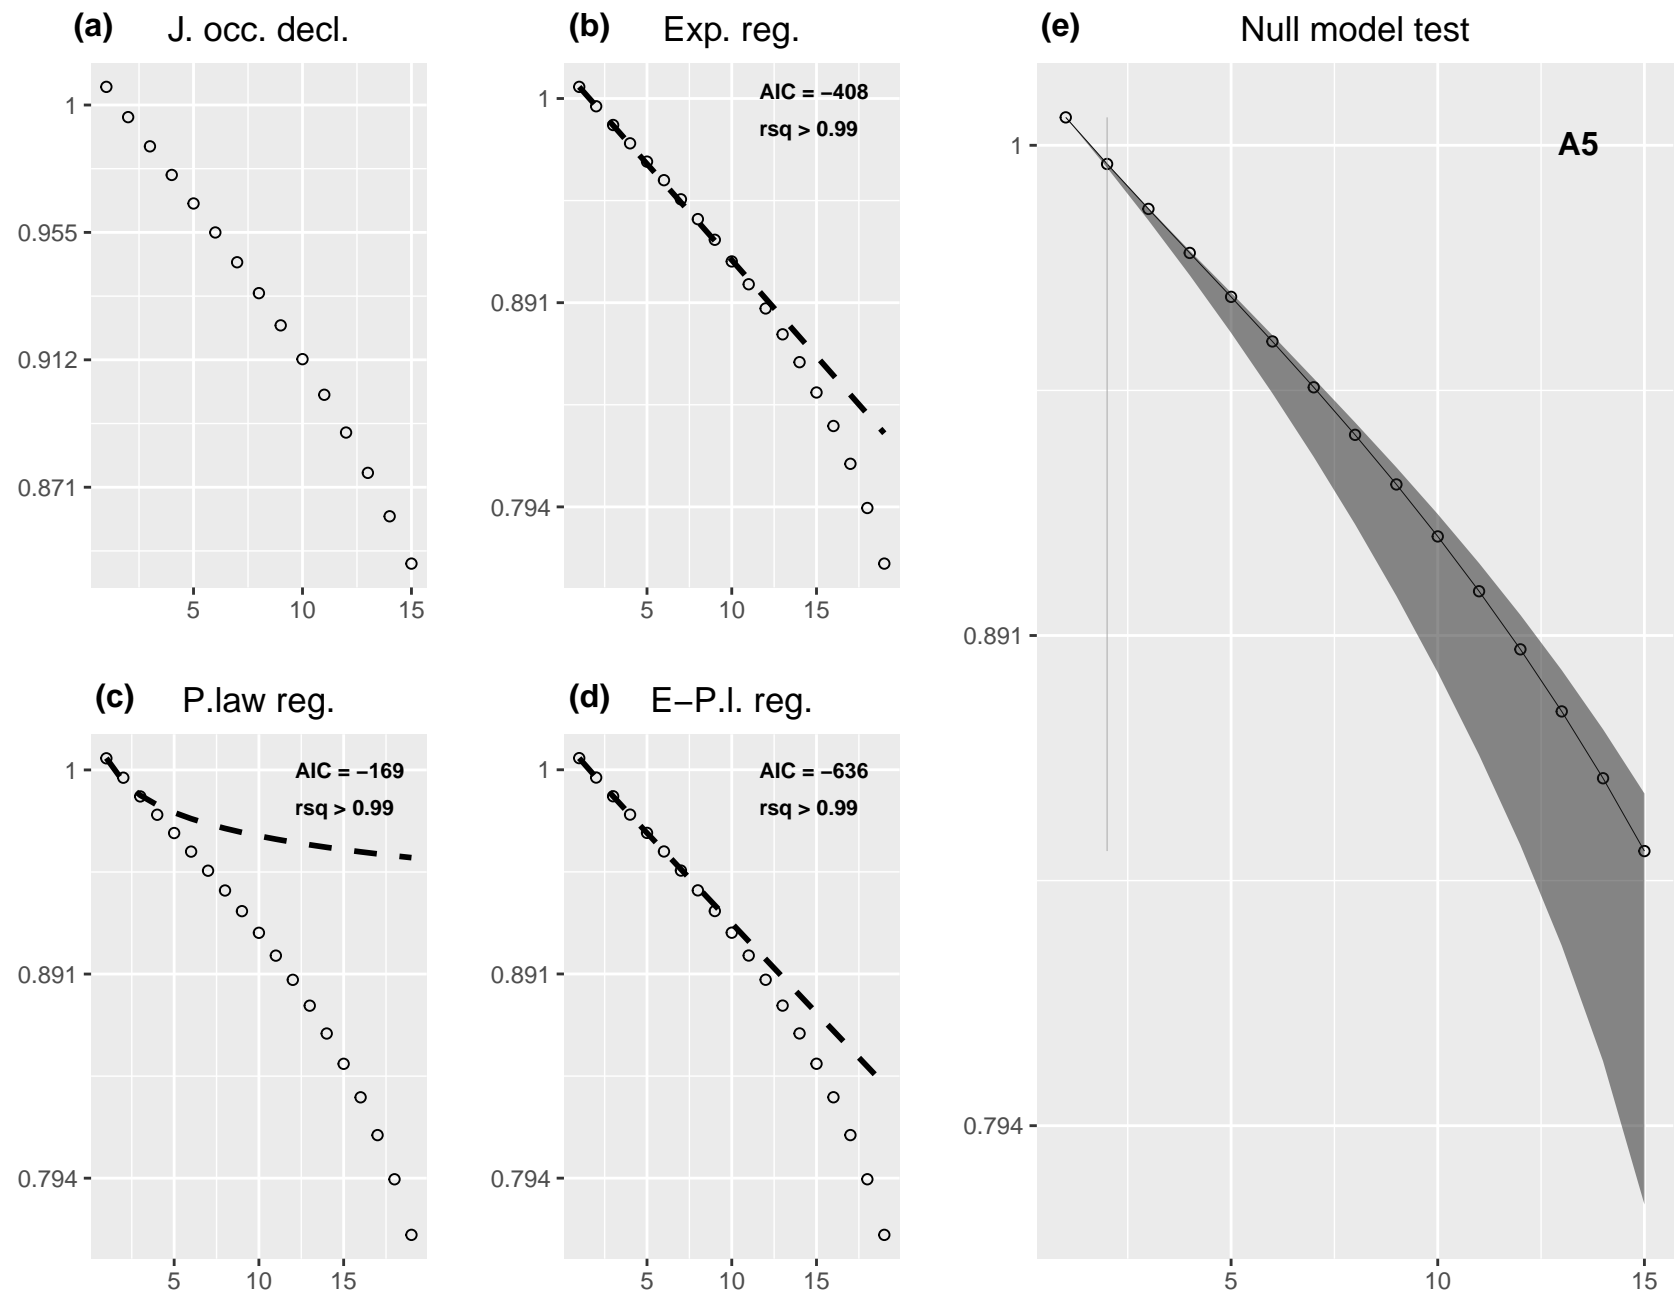 (a) J. occ. decl.
1
0.955
0.912
0.871
5 10 15
(b) Exp. reg.
AIC = −408
rsq > 0.99
1
0.891
0.794
5 10 15
(c) P.law reg.
AIC = −169
rsq > 0.99
1
0.891
0.794
5 10 15
(d) E−P.l. reg.
AIC = −636
rsq > 0.99
1
0.891
0.794
5 10 15
(e) Null model test
A5
1
0.891
0.794
5 10 15